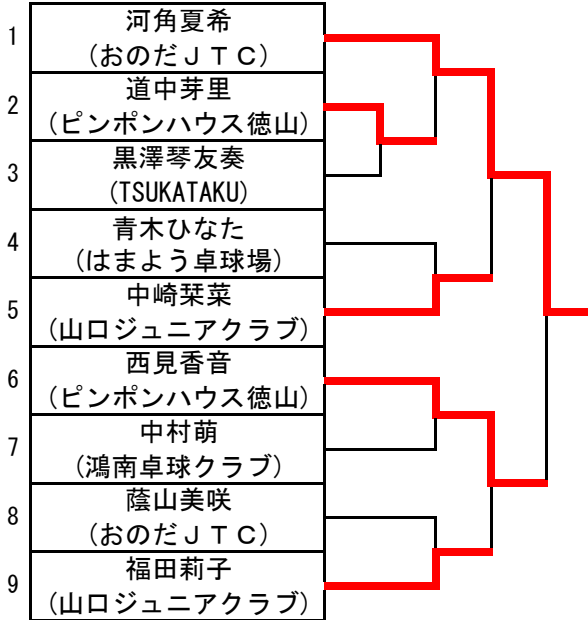 1
河角夏希
(おのだＪＴＣ)
2
道中芽里
(ピンポンハウス徳山)
3
黒澤琴友奏
(TSUKATAKU)
4
青木ひなた
(はまよう卓球場)
5
中崎栞菜
(山口ジュニアクラブ)
6
西見香音
(ピンポンハウス徳山)
7
中村萌
(鴻南卓球クラブ)
8
蔭山美咲
(おのだＪＴＣ)
9
福田莉子
(山口ジュニアクラブ)